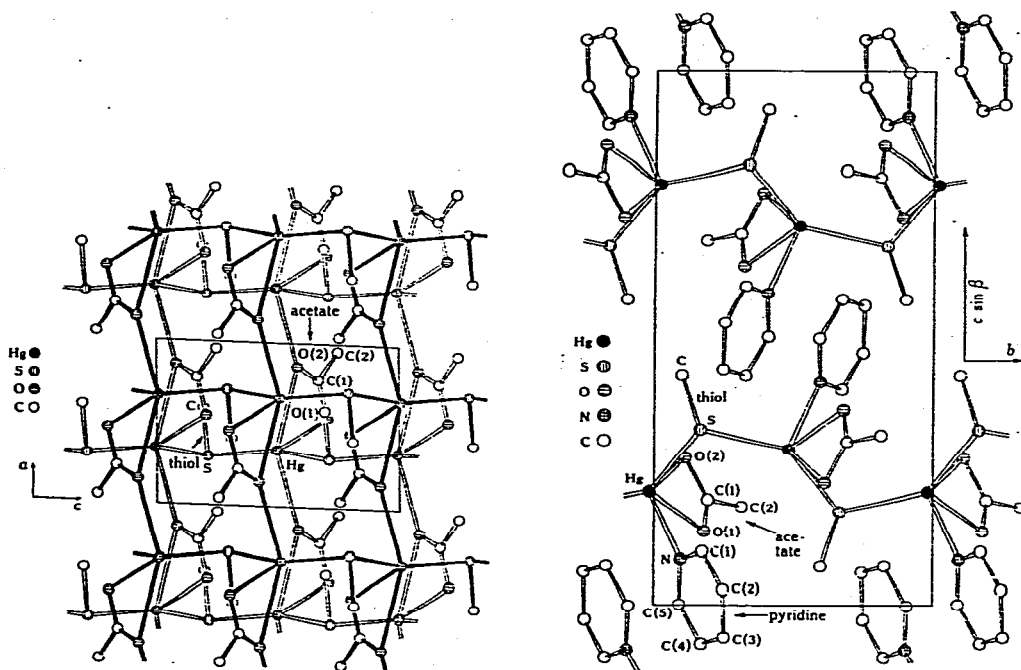 acetate
O(2)
C(2)
C(1)
O(1)
C
thiol
S
Hg
Hg
S
O
C
a
c
C
thiol
S
Hg
O(2)
C(1)
C(2)
O(1)
ace-
tate
N
C(1)
C(2)
C(5)
pyridine
C(4)
C(3)
Hg
S
O
N
C
c sin β
b